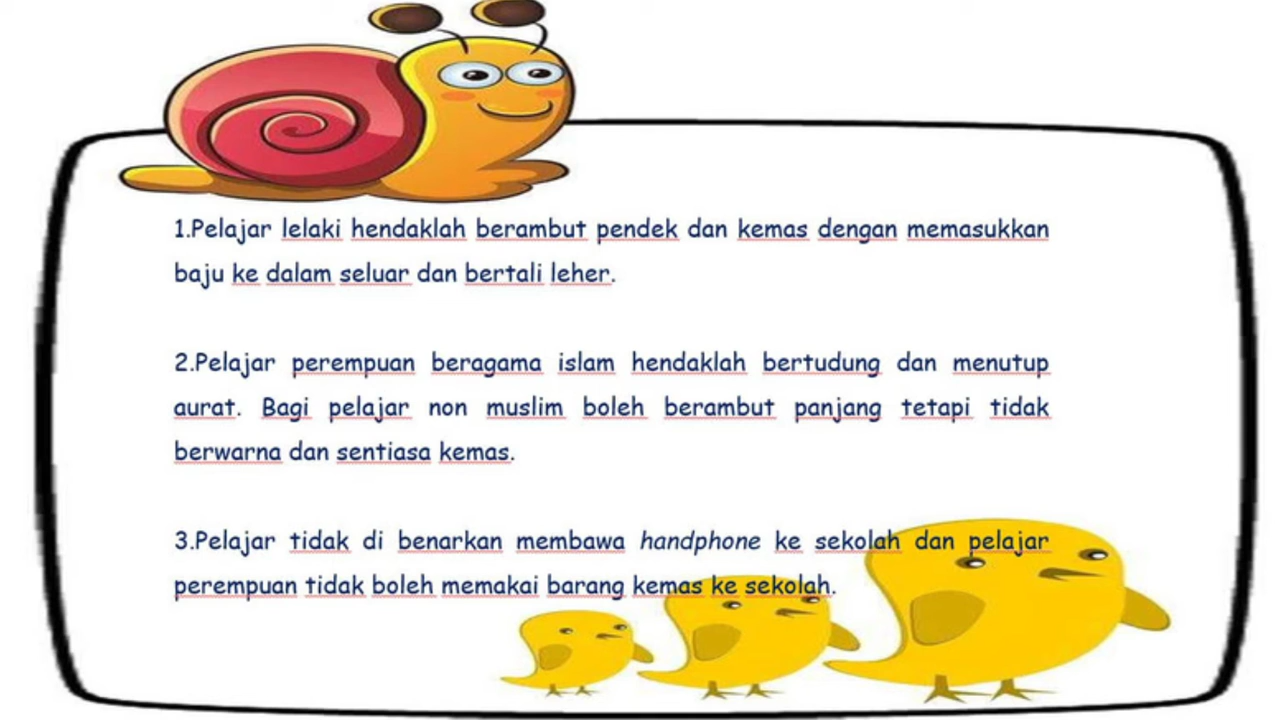 1.Pelajar lelaki hendaklah berambut pendek dan kemas dengan memasukkan
baju ke dalam seluar dan bertali leher.
2.Pelajar perempuan beragama islam hendaklah bertudung dan menutup
aurat. Bagi pelajar non muslim boleh berambut panjang tetapi tidak
berwarna dan sentiasa kemas.
3.Pelajar tidak di benarkan membawa handphone ke sekolah dan pelajar
perempuan tidak boleh memakai barang kemas ke sekolah.